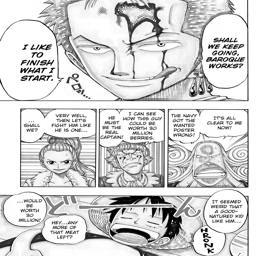 SHALL WE
KEEP
GOING,
BAROQUE
WORKS?
I LIKE
TO
FINISH
WHAT I
START.
IT'S ALL
CLEAR TO
ME NOW!
THE NAVY
GOT THE
WANTED
POSTER
WRONG!
I CAN SEE
HOW THIS
GUY COULD
BE WORTH
30 MILLION
BERRIES.
HE
MUST BE
THE REAL
CAPTAIN!
VERY WELL,
THEN LET'S
FIGHT HIM LIKE
HE IS ONE...
...
SHALL
WE?
IT SEEMED WEIRD THAT
A GOOD-
NATURED KID
LIKE HIM...
HRONK
HEY...ANY
MORE OF
THAT MEAT
LEFT?
...WOULD
BE WORTH
30
MILLION!